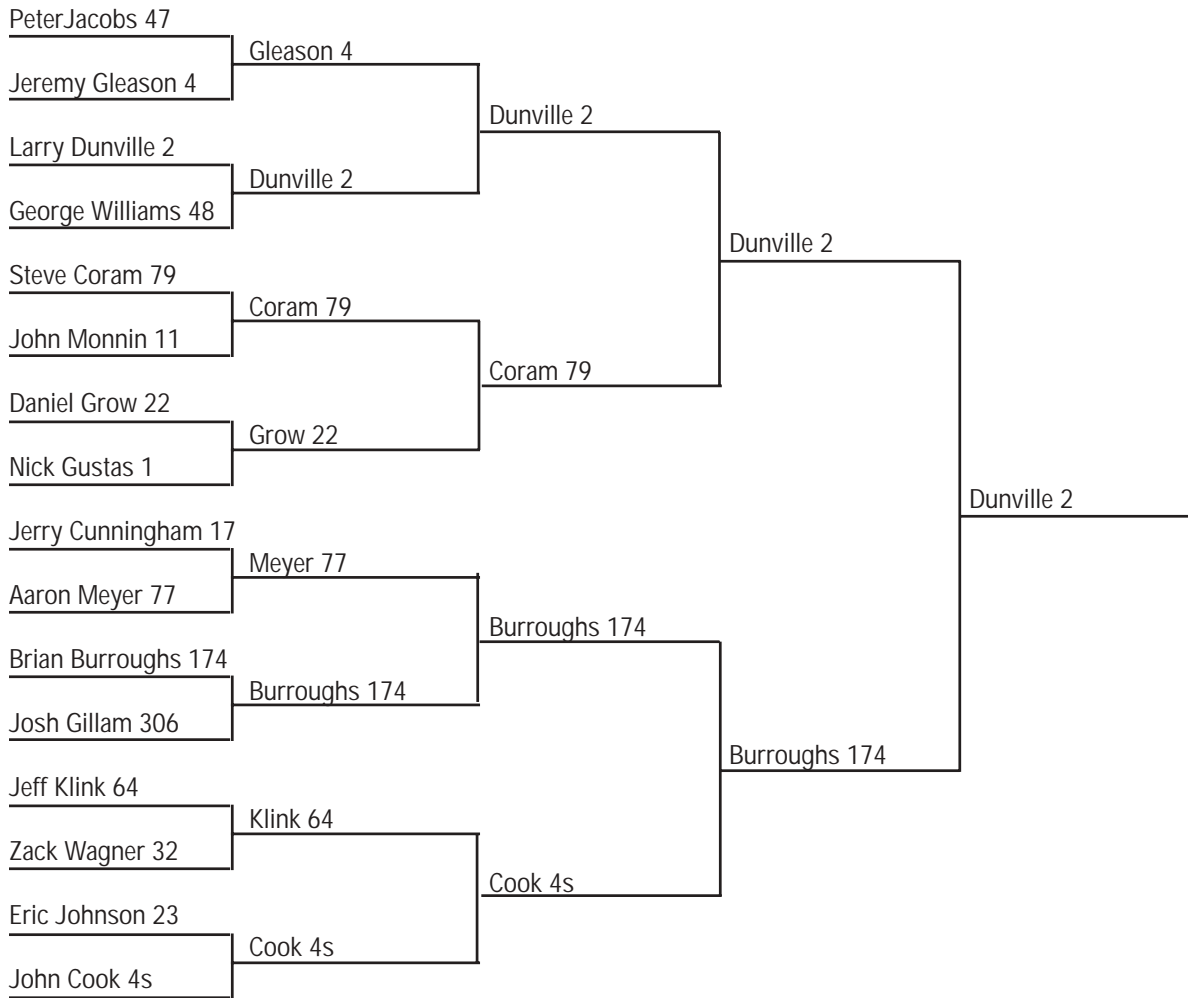 PeterJacobs 47
Jeremy Gleason 4
Larry Dunville 2
George Williams 48
Steve Coram 79
John Monnin 11
Daniel Grow 22
Nick Gustas 1
Jerry Cunningham 17
Aaron Meyer 77
Brian Burroughs 174
Josh Gillam 306
Jeff Klink 64
Zack Wagner 32
Eric Johnson 23
John Cook 4s
Gleason 4
Dunville 2
Coram 79
Grow 22
Meyer 77
Burroughs 174
Klink 64
Cook 4s
Dunville 2
Coram 79
Burroughs 174
Cook 4s
Dunville 2
Burroughs 174
Dunville 2